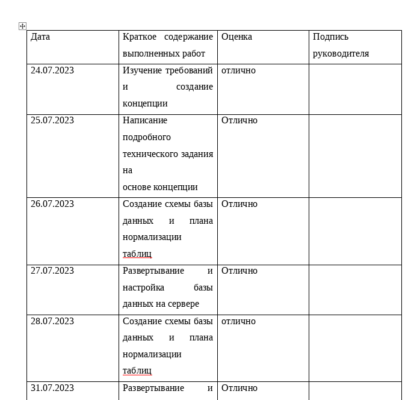 Дата Краткое содержание Оценка Подпись
выполненных работ руководителя
24.07.2023 Изучение требований отлично
и создание
концепции
25.07.2023 Написание Отлично
подробного
технического задания
на
основе концепции
26.07.2023 Создание схемы базы Отлично
данных и плана
нормализации
таблиц
27.07.2023 Развертывание и Отлично
настройка базы
данных на сервере
28.07.2023 Создание схемы базы отлично
данных и плана
нормализации
таблиц
31.07.2023 Развертывание и Отлично